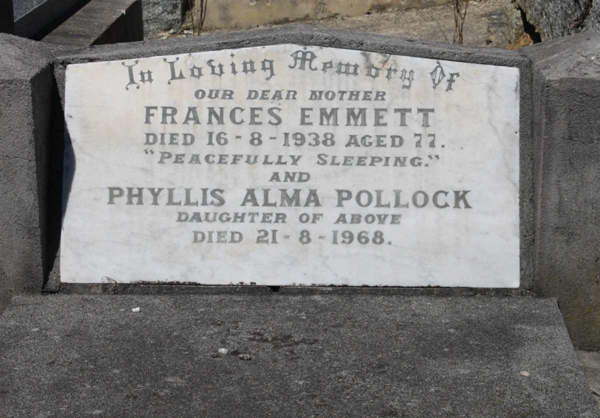 In Loving Memory Of
OUR DEAR MOTHER
FRANCES EMMETT
DIED 16-8-1938 AGED 77.
"PEACEFULLY SLEEPING."
AND
PHYLLIS ALMA POLLOCK
DAUGHTER OF ABOVE
DIED 21-8-1968.